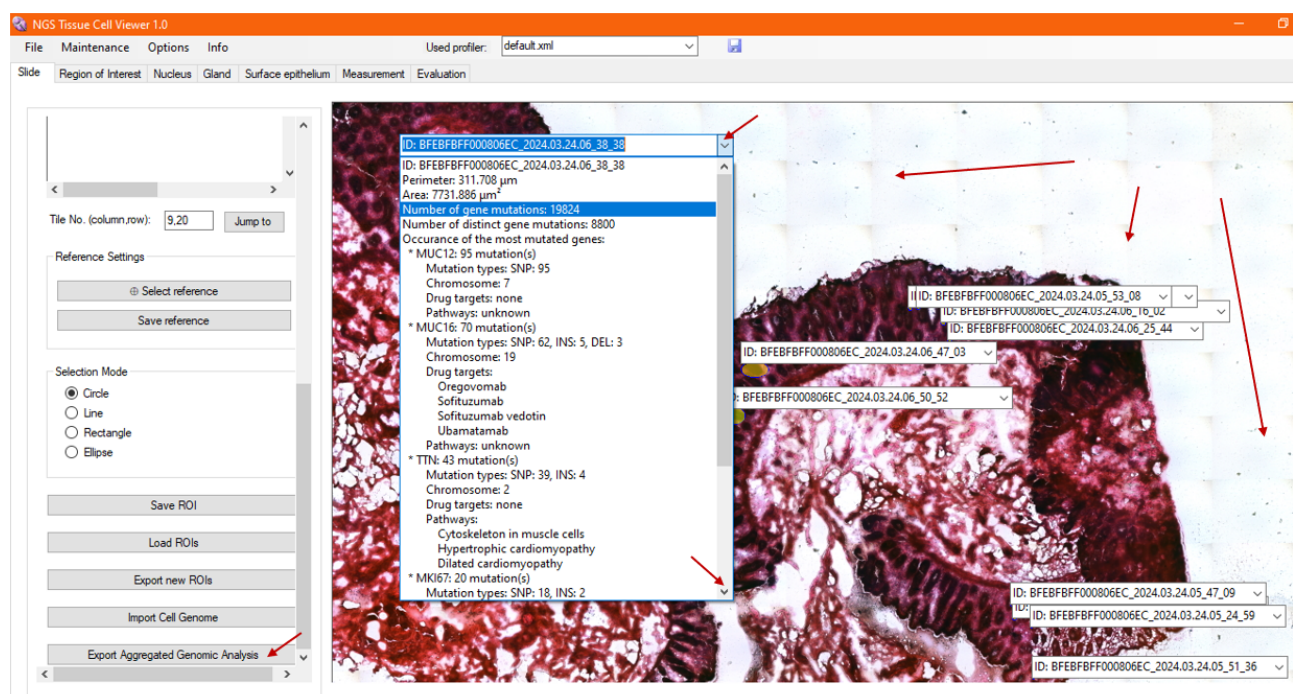 NGS Tissue Cell Viewer 1.0
File Maintenance Options Info Used profiler: default.xml
Slide Region of Interest Nucleus Gland Surface epithelium Measurement Evaluation
Tile No. (column,row): 9,20 Jump to
Reference Settings
Select reference
Save reference
Selection Mode
Circle
Line
Rectangle
Ellipse
Save ROI
Load ROIs
Export new ROIs
Import Cell Genome
Export Aggregated Genomic Analysis
ID: BFEBFBFF000806EC_2024.03.24.06_38_38
ID: BFEBFBFF000806EC_2024.03.24.06_38_38
Perimeter: 311.708 μm
Area: 7731.886 μm²
Number of gene mutations: 19824
Number of distinct gene mutations: 8800
Occurance of the most mutated genes:
* MUC12: 95 mutation(s)
Mutation types: SNP: 95
Chromosome: 7
Drug targets: none
Pathways: unknown
* MUC16: 70 mutation(s)
Mutation types: SNP: 62, INS: 5, DEL: 3
Chromosome: 19
Drug targets:
Oregovomab
Sofituzumab
Sofituzumab vedotin
Ubamatamab
Pathways: unknown
* TTN: 43 mutation(s)
Mutation types: SNP: 39, INS: 4
Chromosome: 2
Drug targets: none
Pathways:
Cytoskeleton in muscle cells
Hypertrophic cardiomyopathy
Dilated cardiomyopathy
* MKI67: 20 mutation(s)
Mutation types: SNP: 18, INS: 2
ID: BFEBFBFF000806EC_2024.03.24.05_53_08
ID: BFEBFBFF000806EC_2024.03.24.06_16_02
ID: BFEBFBFF000806EC_2024.03.24.06_25_44
ID: BFEBFBFF000806EC_2024.03.24.06_47_03
: BFEBFBFF000806EC_2024.03.24.06_50_52
ID: BFEBFBFF000806EC_2024.03.24.05_47_09
ID:
ID: BFEBFBFF000806EC_2024.03.24.05_24_59
ID: BFEBFBFF000806EC_2024.03.24.05_51_36